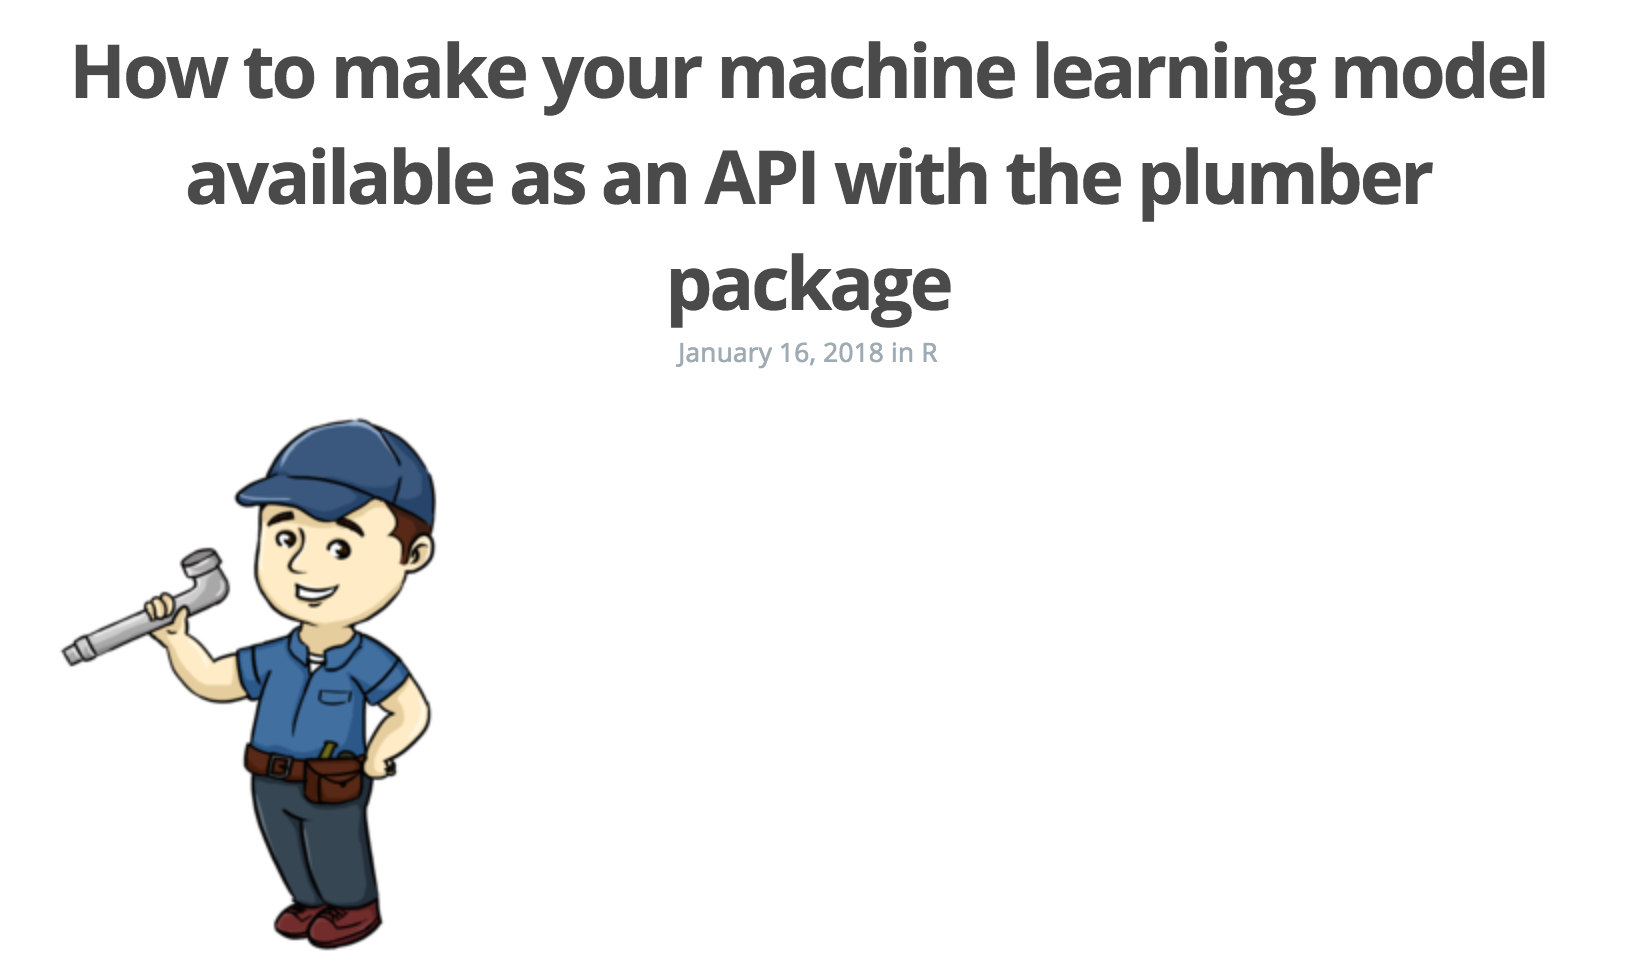 How to make your machine learning model
available as an API with the plumber
package
January 16, 2018 in R